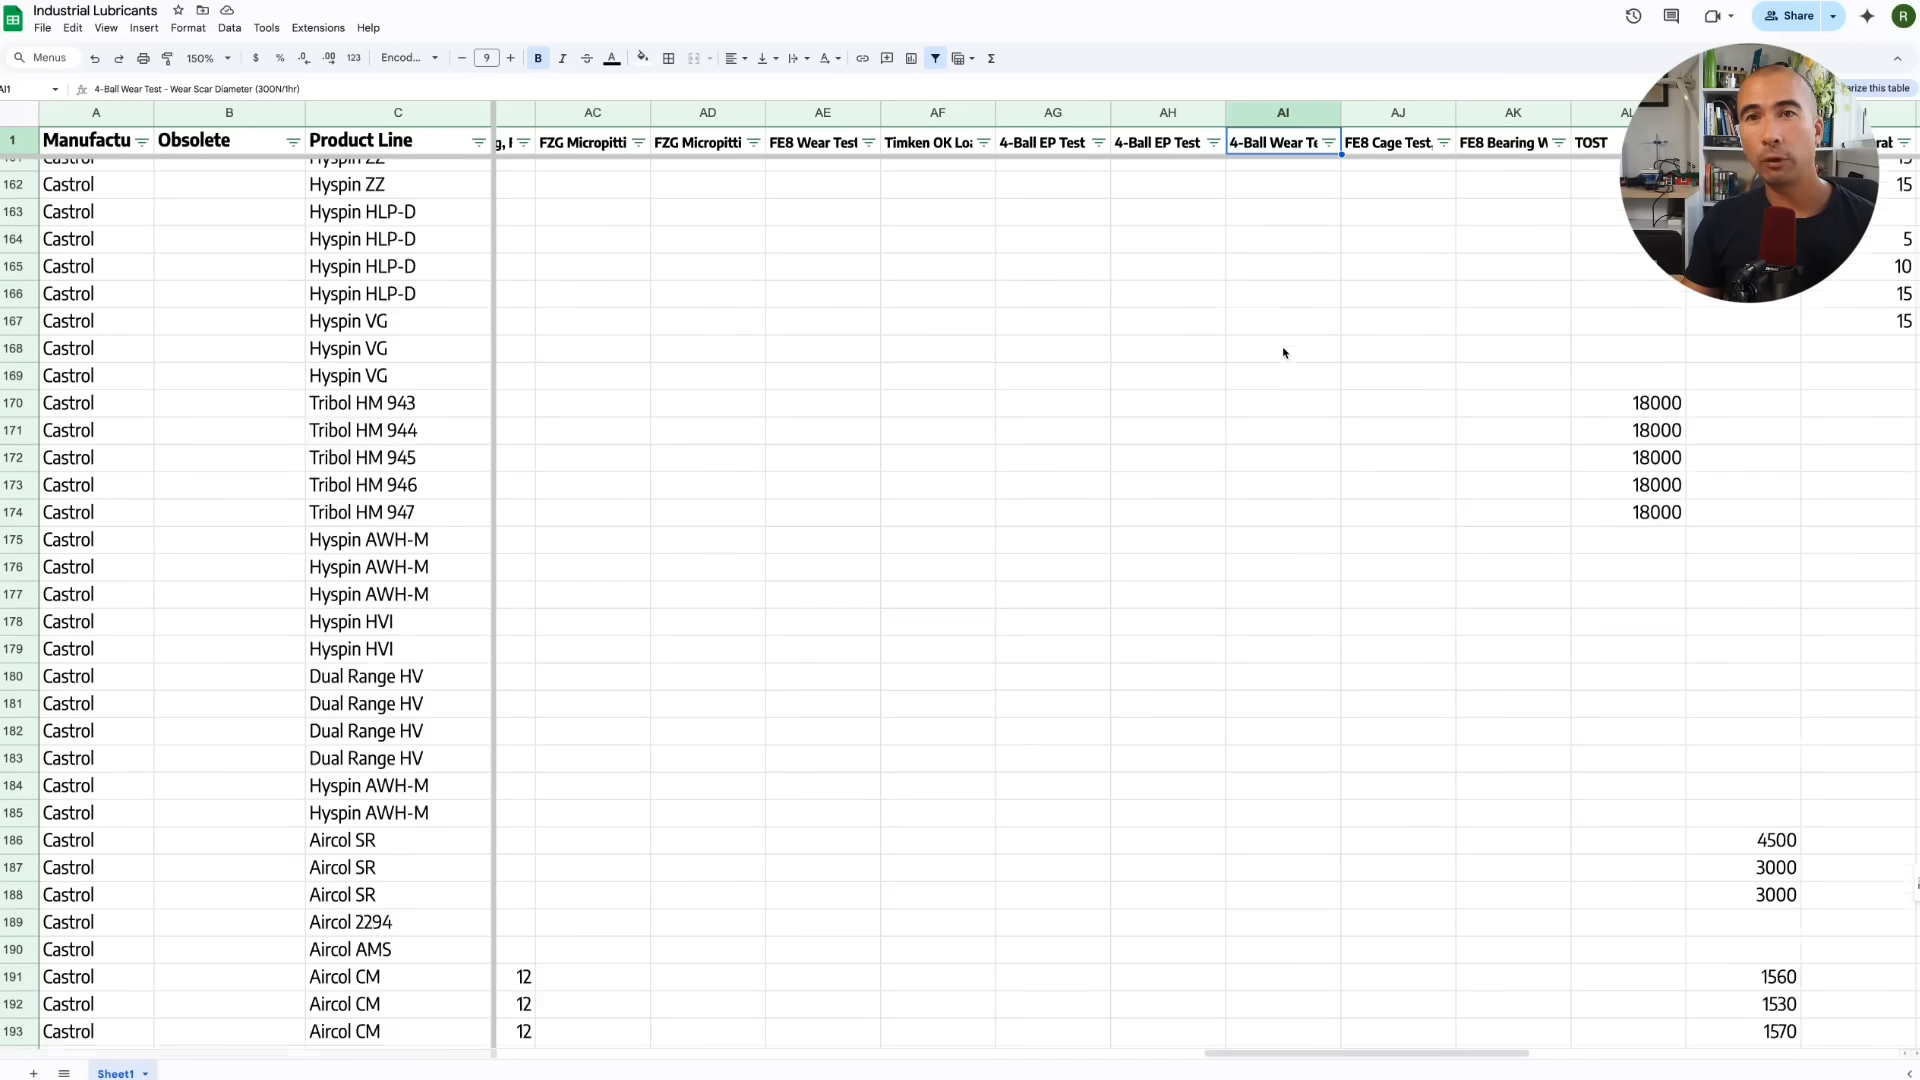 Industrial Lubricants
File Edit View Insert Format Data Tools Extensions Help
Share
R
Menus 150% $ % .0 .00 123 Encod... 9 B I
AI1 4-Ball Wear Test - Wear Scar Diameter (300N/1hr)
arize this table
A B C AC AD AE AF AG AH AI AJ AK
1 Manufactu Obsolete Product Line g, F FZG Micropitti FZG Micropitti FE8 Wear Test Timken OK Loa 4-Ball EP Test 4-Ball EP Test 4-Ball Wear Te FE8 Cage Test, FE8 Bearing W TOST
162 Castrol Hyspin ZZ 15
163 Castrol Hyspin HLP-D
164 Castrol Hyspin HLP-D 5
165 Castrol Hyspin HLP-D 10
166 Castrol Hyspin HLP-D 15
167 Castrol Hyspin VG 15
168 Castrol Hyspin VG
169 Castrol Hyspin VG
170 Castrol Tribol HM 943 18000
171 Castrol Tribol HM 944 18000
172 Castrol Tribol HM 945 18000
173 Castrol Tribol HM 946 18000
174 Castrol Tribol HM 947 18000
175 Castrol Hyspin AWH-M
176 Castrol Hyspin AWH-M
177 Castrol Hyspin AWH-M
178 Castrol Hyspin HVI
179 Castrol Hyspin HVI
180 Castrol Dual Range HV
181 Castrol Dual Range HV
182 Castrol Dual Range HV
183 Castrol Dual Range HV
184 Castrol Hyspin AWH-M
185 Castrol Hyspin AWH-M
186 Castrol Aircol SR 4500
187 Castrol Aircol SR 3000
188 Castrol Aircol SR 3000
189 Castrol Aircol 2294
190 Castrol Aircol AMS
191 Castrol Aircol CM 12 1560
192 Castrol Aircol CM 12 1530
193 Castrol Aircol CM 12 1570
Sheet1